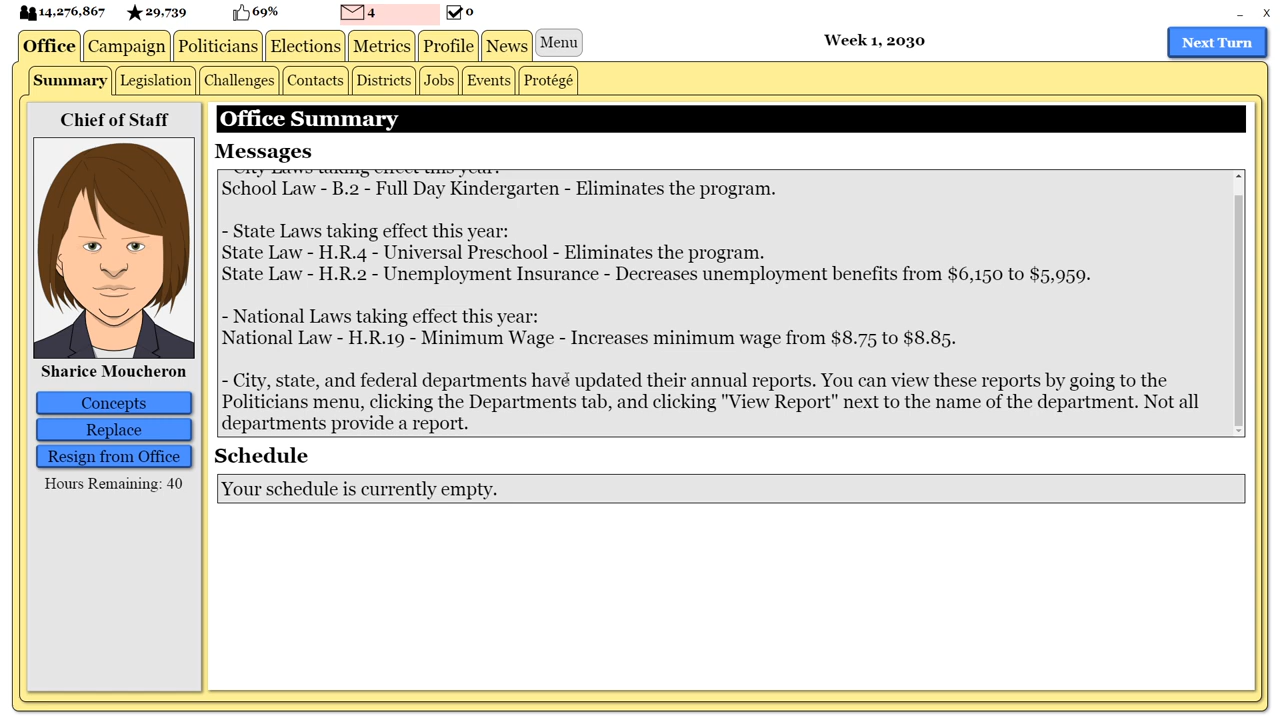 14,276,867 29,739 69% 4 0 _ X
Office Campaign Politicians Elections Metrics Profile News Menu Week 1, 2030 Next Turn
Summary Legislation Challenges Contacts Districts Jobs Events Protégé
Chief of Staff
Sharice Moucheron
Concepts
Replace
Resign from Office
Hours Remaining: 40
Office Summary
Messages
- City Laws taking effect this year:
School Law - B.2 - Full Day Kindergarten - Eliminates the program.
- State Laws taking effect this year:
State Law - H.R.4 - Universal Preschool - Eliminates the program.
State Law - H.R.2 - Unemployment Insurance - Decreases unemployment benefits from $6,150 to $5,959.
- National Laws taking effect this year:
National Law - H.R.19 - Minimum Wage - Increases minimum wage from $8.75 to $8.85.
- City, state, and federal departments have updated their annual reports. You can view these reports by going to the
Politicians menu, clicking the Departments tab, and clicking "View Report" next to the name of the department. Not all
departments provide a report.
Schedule
Your schedule is currently empty.